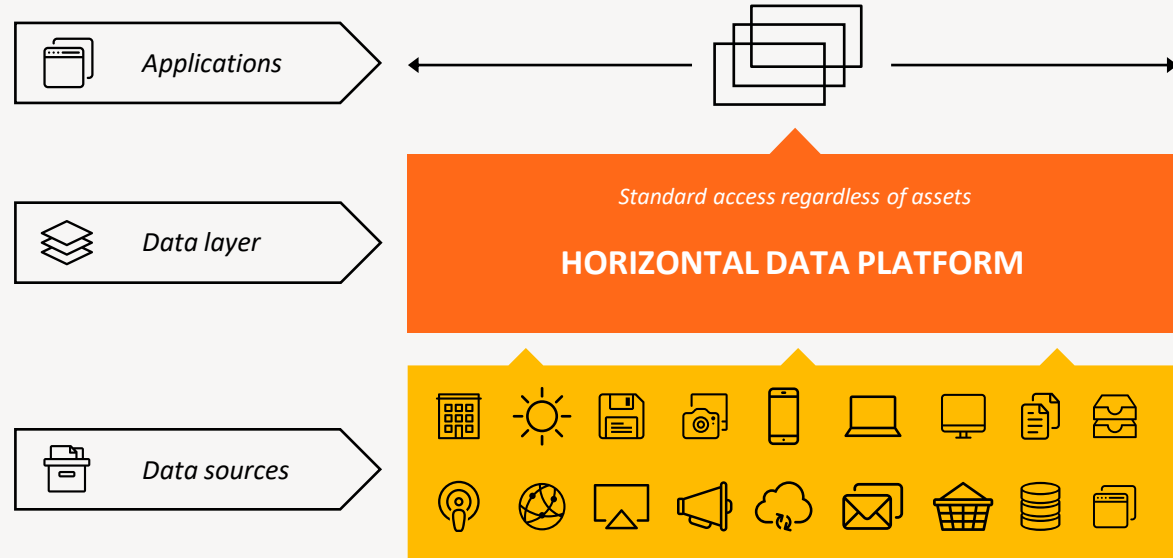 Applications
Standard access regardless of assets
Data layer
HORIZONTAL DATA PLATFORM
Data sources